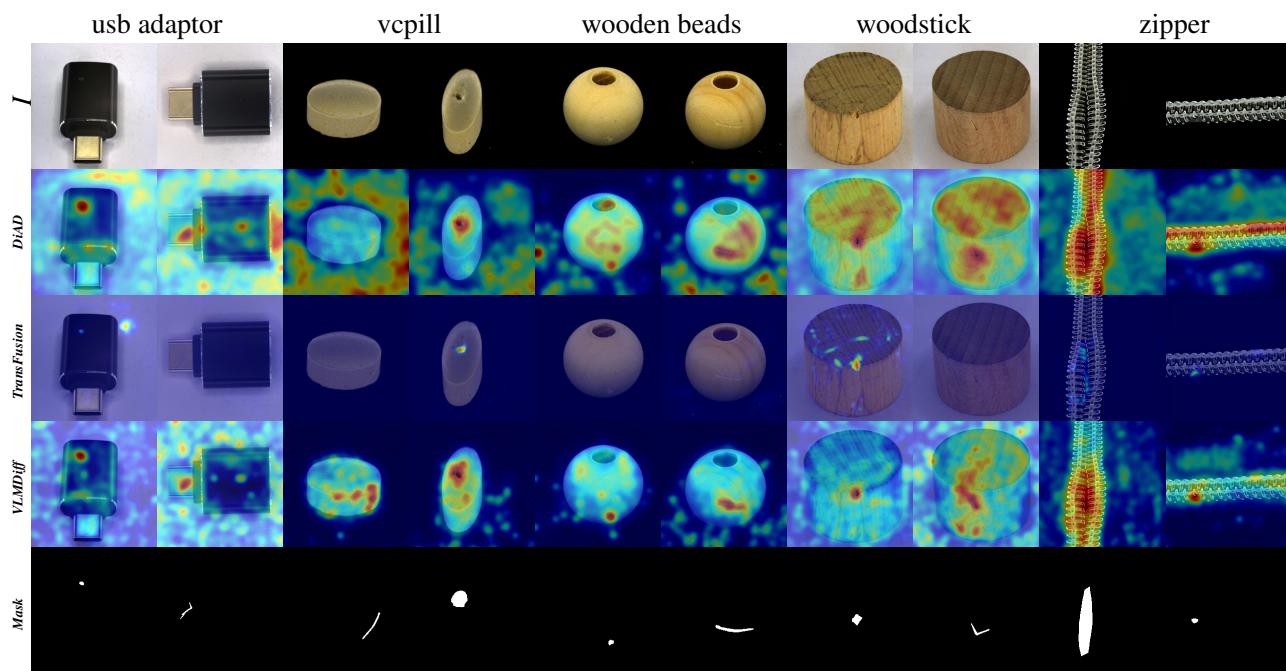 usb adaptor vcpill wooden beads woodstick zipper
I
DiAD
TransFusion
VLMDiff
Mask